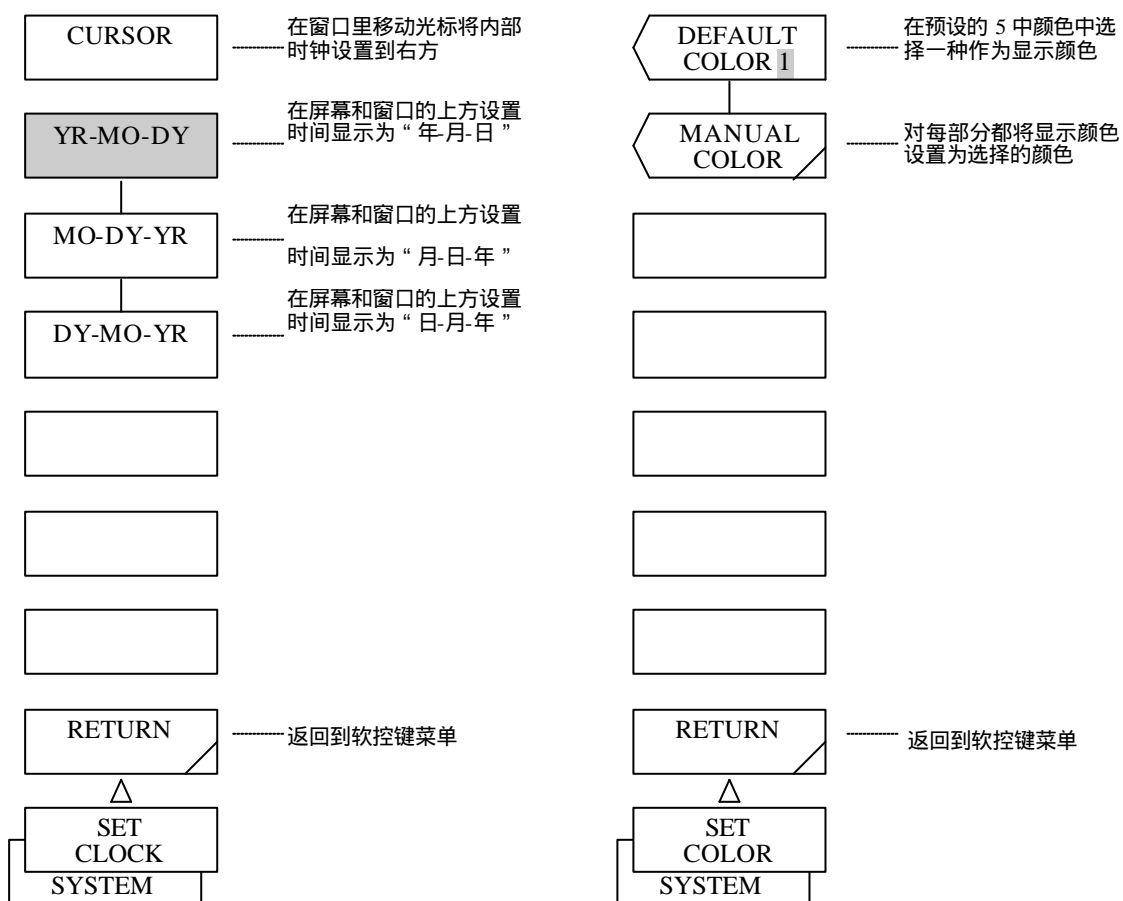 CURSOR
在窗口里移动光标将内部
时钟设置到右方
YR-MO-DY
在屏幕和窗口的上方设置
时间显示为“年-月-日”
MO-DY-YR
在屏幕和窗口的上方设置
时间显示为“月-日-年”
DY-MO-YR
在屏幕和窗口的上方设置
时间显示为“日-月-年”
RETURN
返回到软控键菜单
SET
CLOCK
SYSTEM
DEFAULT
COLOR 1
在预设的 5 中颜色中选
择一种作为显示颜色
MANUAL
COLOR
对每部分都将显示颜色
设置为选择的颜色
RETURN
返回到软控键菜单
SET
COLOR
SYSTEM